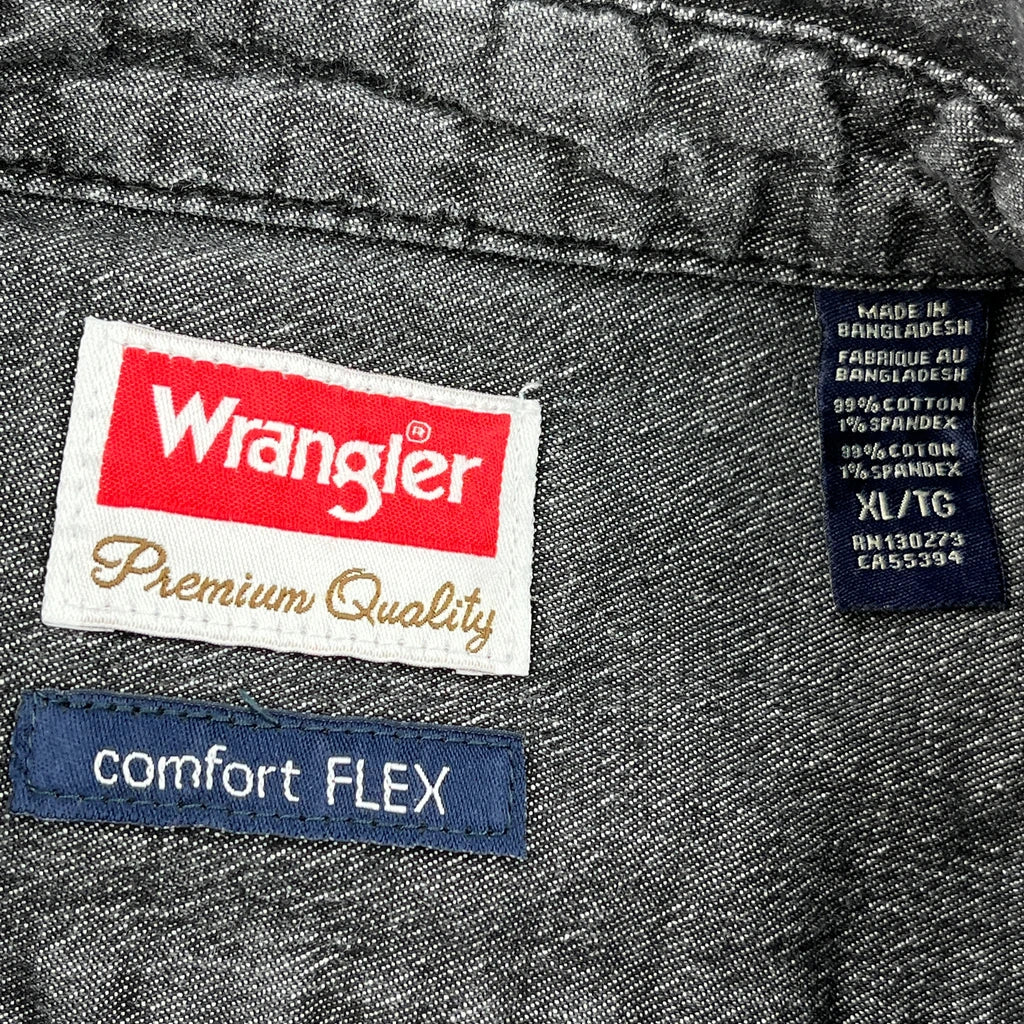 Wrangler®
Premium Quality
comfort FLEX
MADE IN
BANGLADESH
FABRIQUE AU
BANGLADESH
99% COTTON
1% SPANDEX
99% COTON
1% SPANDEX
XL/TG
RN130273
CA55394